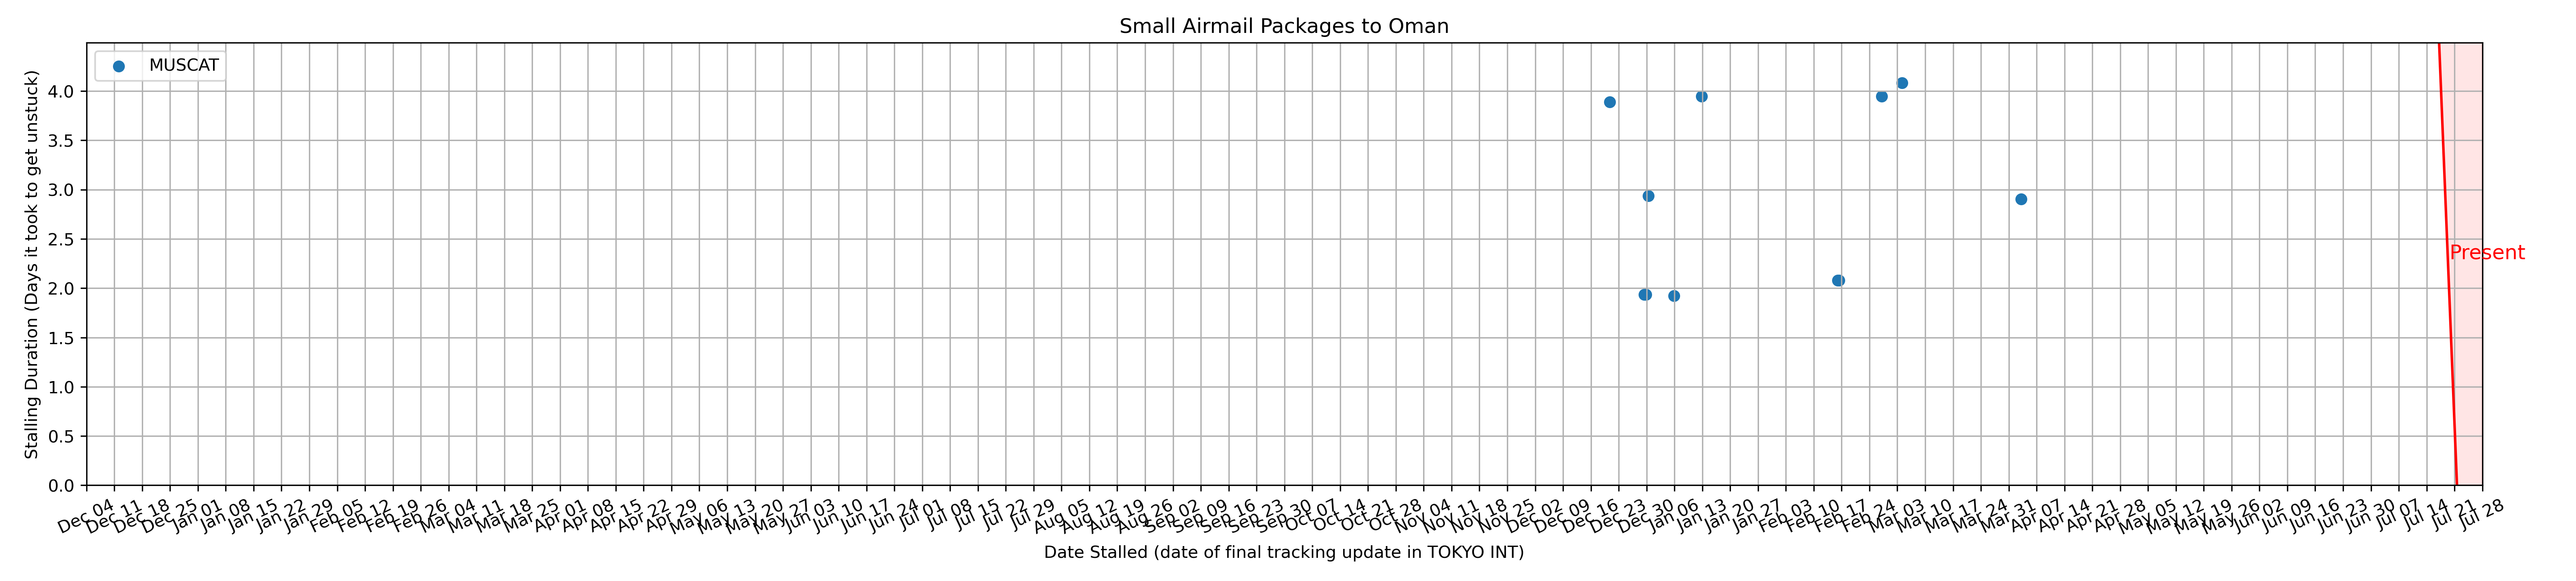 Small Airmail Packages to Oman
MUSCAT
Stalling Duration (Days it took to get unstuck)
4.0
3.5
3.0
2.5
2.0
1.5
1.0
0.5
0.0
Present
Dec 04
Dec 11
Dec 18
Dec 25
Jan 01
Jan 08
Jan 15
Jan 22
Jan 29
Feb 05
Feb 12
Feb 19
Feb 26
Mar 04
Mar 11
Mar 18
Mar 25
Apr 01
Apr 08
Apr 15
Apr 22
Apr 29
May 06
May 13
May 20
May 27
Jun 03
Jun 10
Jun 17
Jun 24
Jul 01
Jul 08
Jul 15
Jul 22
Jul 29
Aug 05
Aug 12
Aug 19
Aug 26
Sep 02
Sep 09
Sep 16
Sep 23
Sep 30
Oct 07
Oct 14
Oct 21
Oct 28
Nov 04
Nov 11
Nov 18
Nov 25
Dec 02
Dec 09
Dec 16
Dec 23
Dec 30
Jan 06
Jan 13
Jan 20
Jan 27
Feb 03
Feb 10
Feb 17
Feb 24
Mar 03
Mar 10
Mar 17
Mar 24
Mar 31
Apr 07
Apr 14
Apr 21
Apr 28
May 05
May 12
May 19
May 26
Jun 02
Jun 09
Jun 16
Jun 23
Jun 30
Jul 07
Jul 14
Jul 21
Jul 28
Date Stalled (date of final tracking update in TOKYO INT)